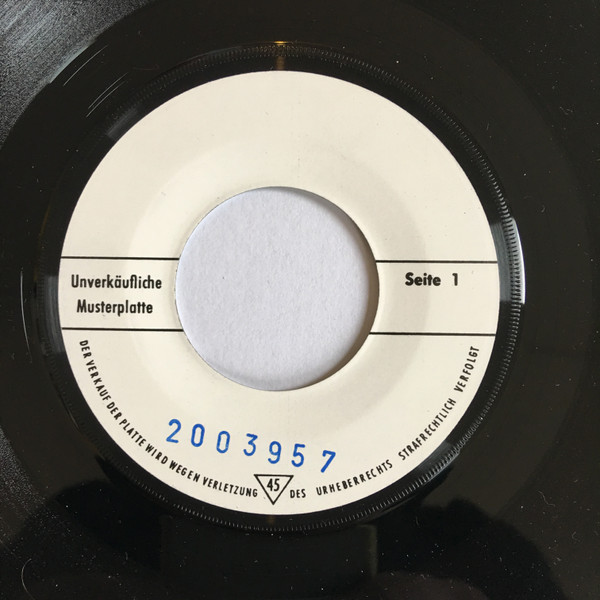 Unverkäufliche
Musterplatte
Seite 1
2003957
DER VERKAUF DER PLATTE WIRD WEGEN VERLETZUNG DES URHEBERRECHTS STRAFRECHTLICH VERFOLGT
45